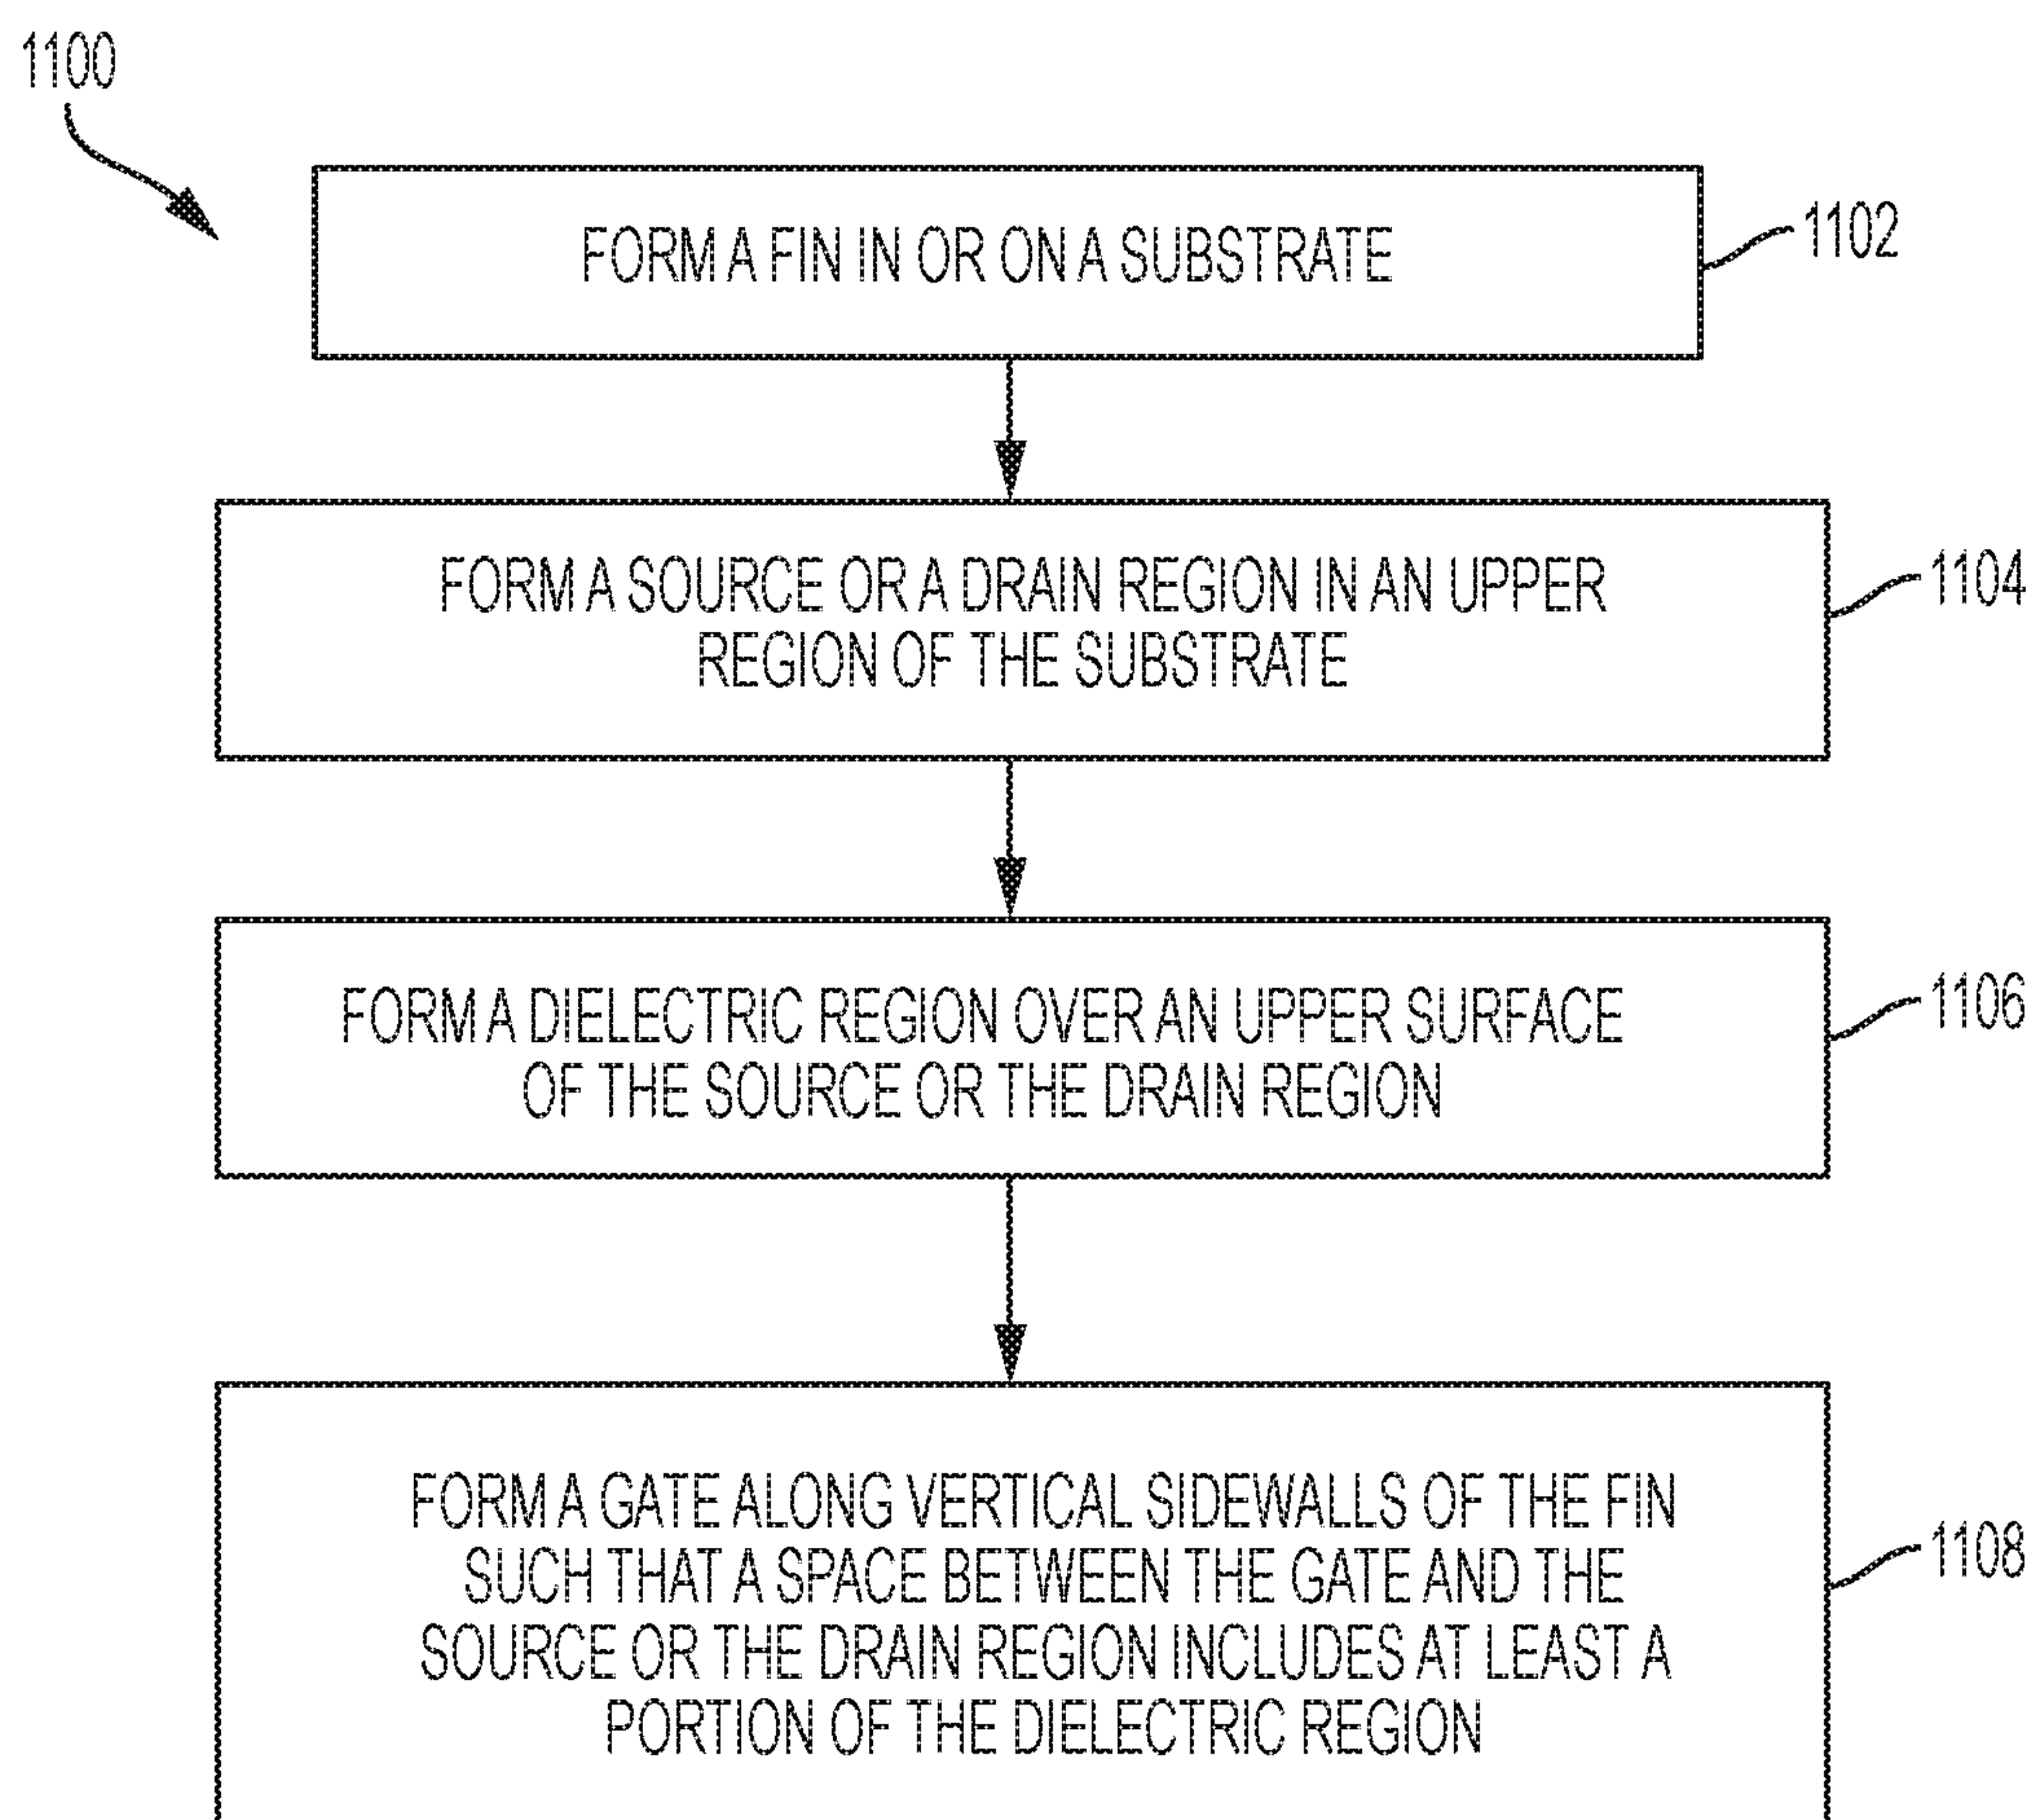 1100
FORM A FIN IN OR ON A SUBSTRATE
1102
FORM A SOURCE OR A DRAIN REGION IN AN UPPER
REGION OF THE SUBSTRATE
1104
FORM A DIELECTRIC REGION OVER AN UPPER SURFACE
OF THE SOURCE OR THE DRAIN REGION
1106
FORM A GATE ALONG VERTICAL SIDEWALLS OF THE FIN
SUCH THAT A SPACE BETWEEN THE GATE AND THE
SOURCE OR THE DRAIN REGION INCLUDES AT LEAST A
PORTION OF THE DIELECTRIC REGION
1108